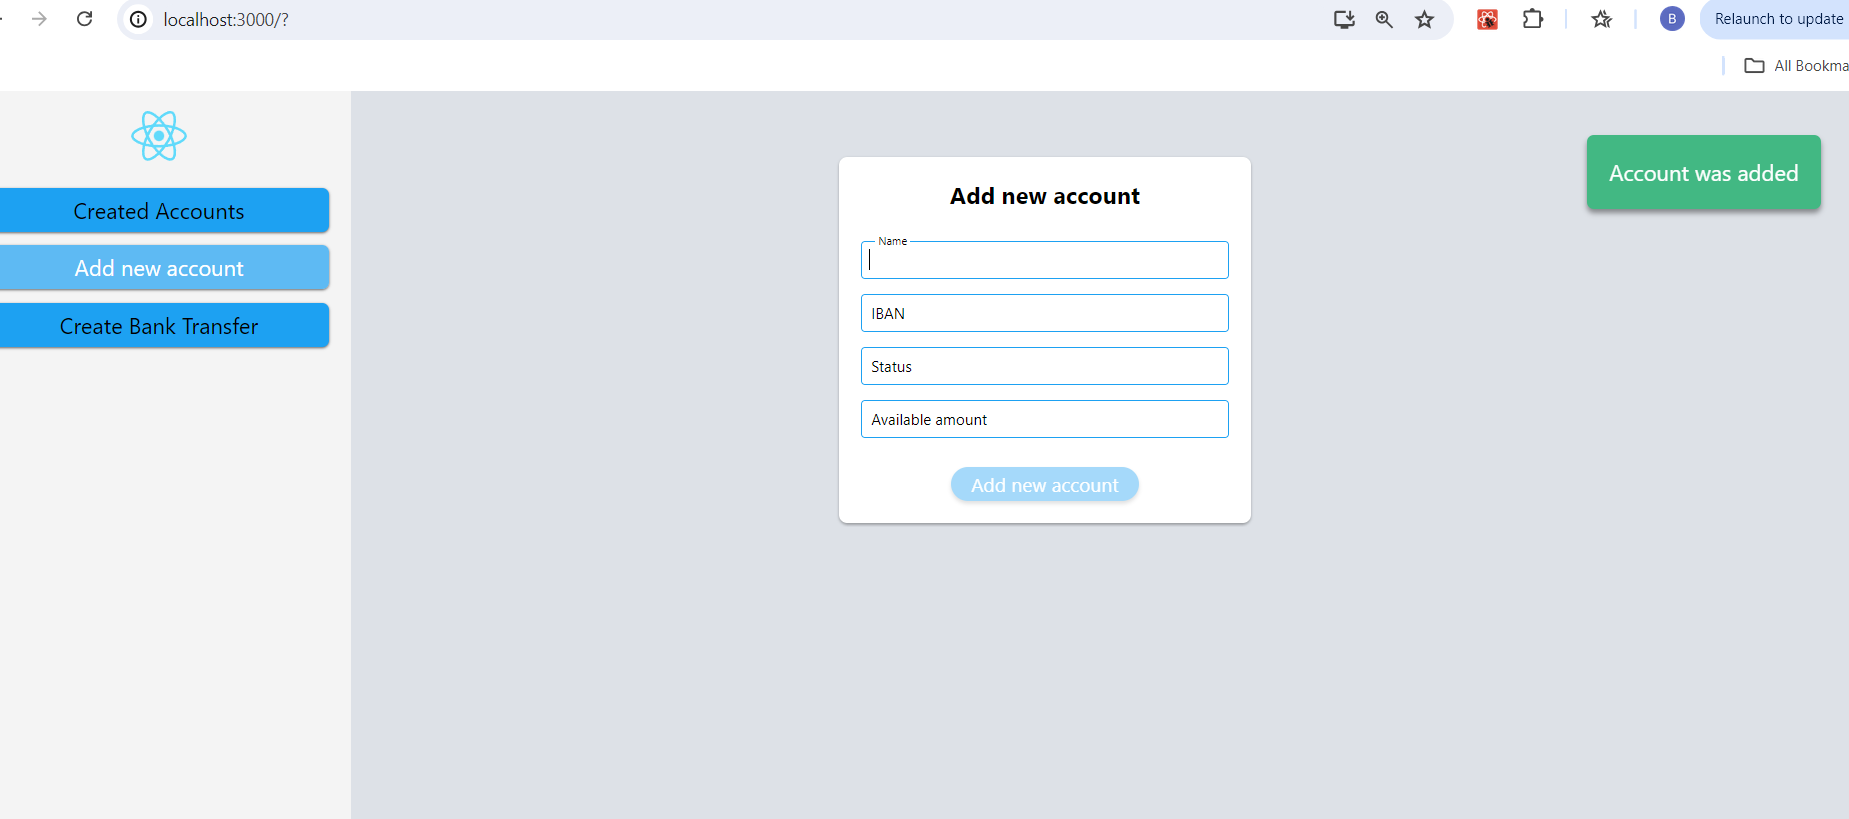 localhost:3000/?
B
Relaunch to update
All Bookma
Created Accounts
Add new account
Create Bank Transfer
Add new account
Name
IBAN
Status
Available amount
Add new account
Account was added